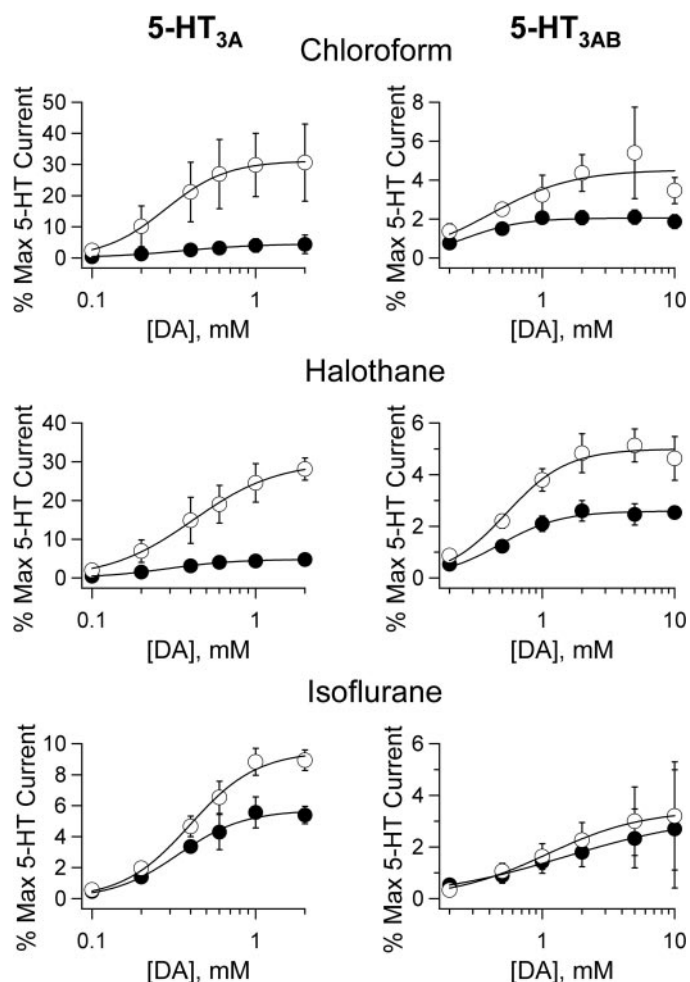 5-HT3A 5-HT3AB
Chloroform
% Max 5-HT Current
50
40
30
20
10
0
0.1 1
[DA], mM
% Max 5-HT Current
8
6
4
2
0
1 10
[DA], mM
Halothane
% Max 5-HT Current
40
30
20
10
0
0.1 1
[DA], mM
% Max 5-HT Current
6
4
2
0
1 10
[DA], mM
Isoflurane
% Max 5-HT Current
10
8
6
4
2
0
0.1 1
[DA], mM
% Max 5-HT Current
6
4
2
0
1 10
[DA], mM